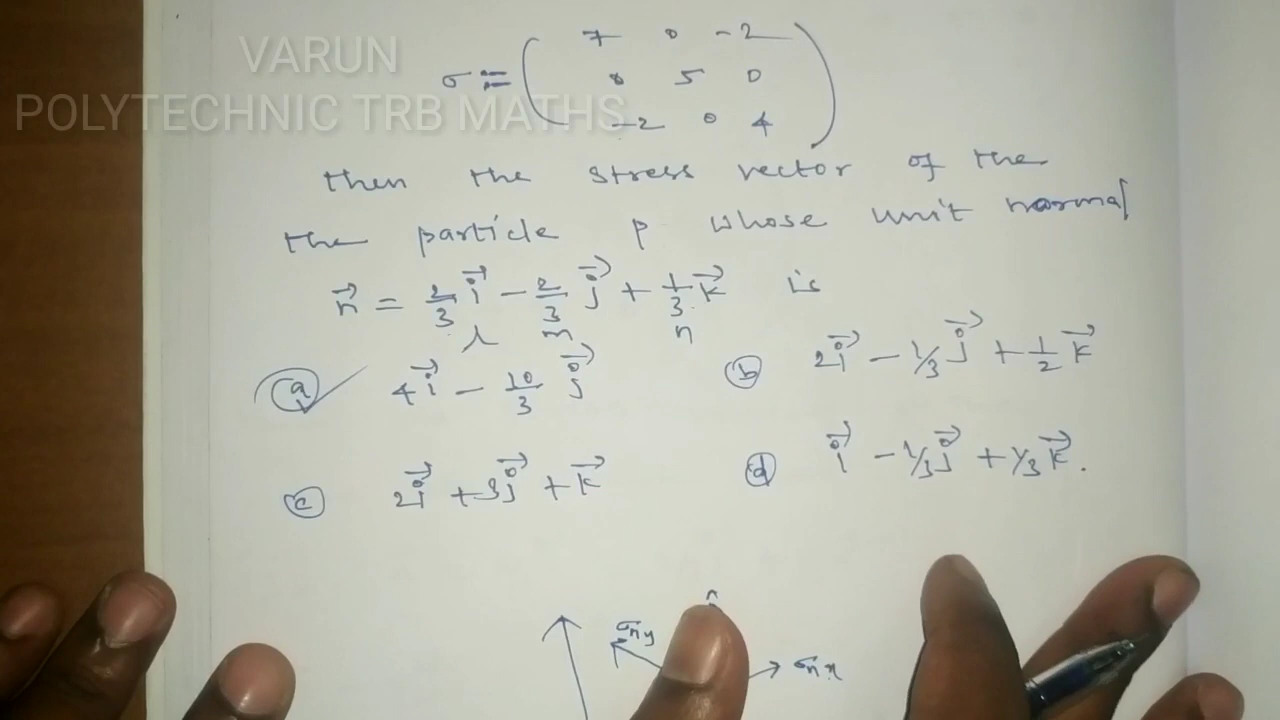 VARUN
POLYTECHNIC TRB MATHS
σ = ( 7 0 -2
0 5 0
-2 0 4 )
then the stress vector of the
the particle p whose unit normal
n⃗ = 2/3 i⃗ - 2/3 j⃗ + 1/3 k⃗ is
l m n
(a) 4i⃗ - 10/3 j⃗ (b) 2i⃗ - 1/3 j⃗ + 1/2 k⃗
(c) 2i⃗ + 3j⃗ + k⃗ (d) i⃗ - 1/3 j⃗ + 1/3 k⃗.
σny σnx